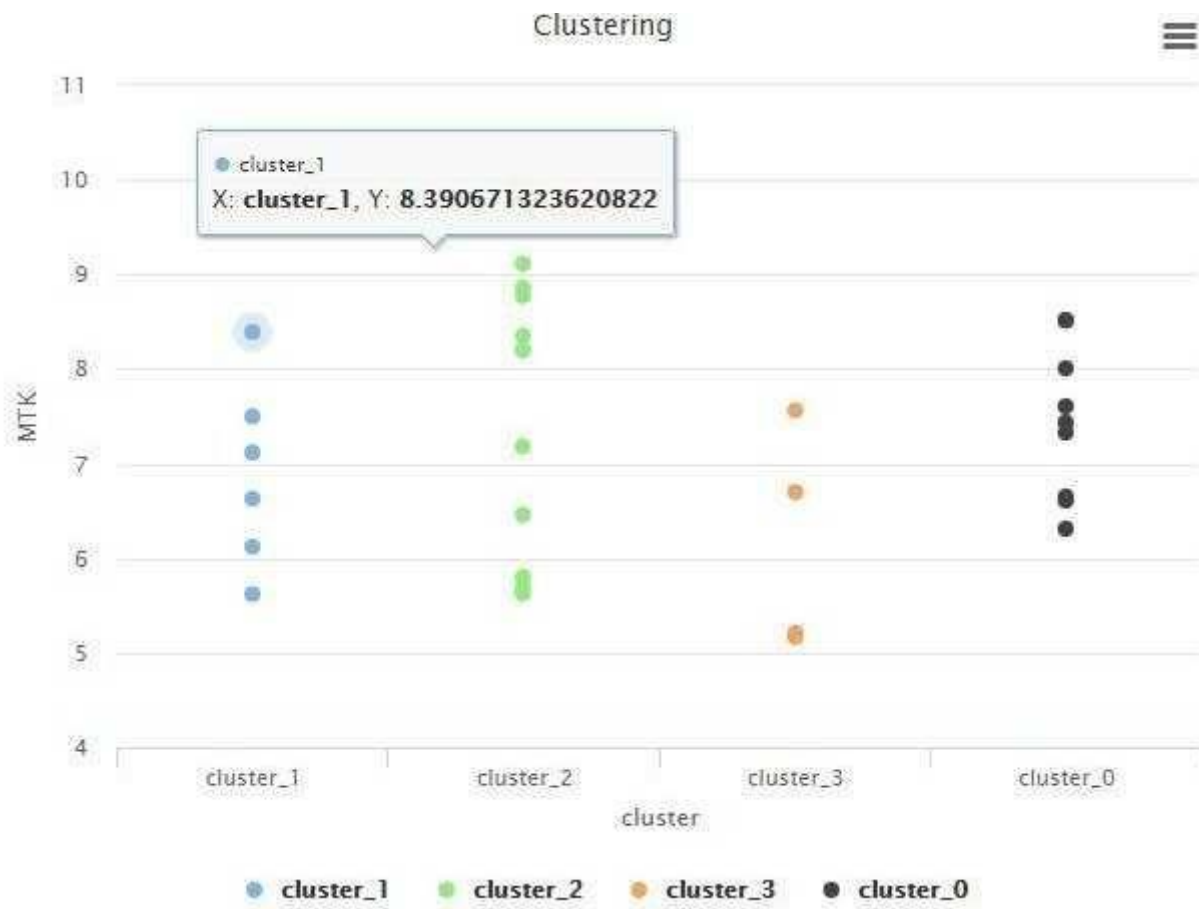 Clustering
11
cluster_1
10
X: cluster_1, Y: 8.390671323620822
9
8
MTK
7
6
5
4
cluster_1 cluster_2 cluster_3 cluster_0
cluster
cluster_1 cluster_2 cluster_3 cluster_0